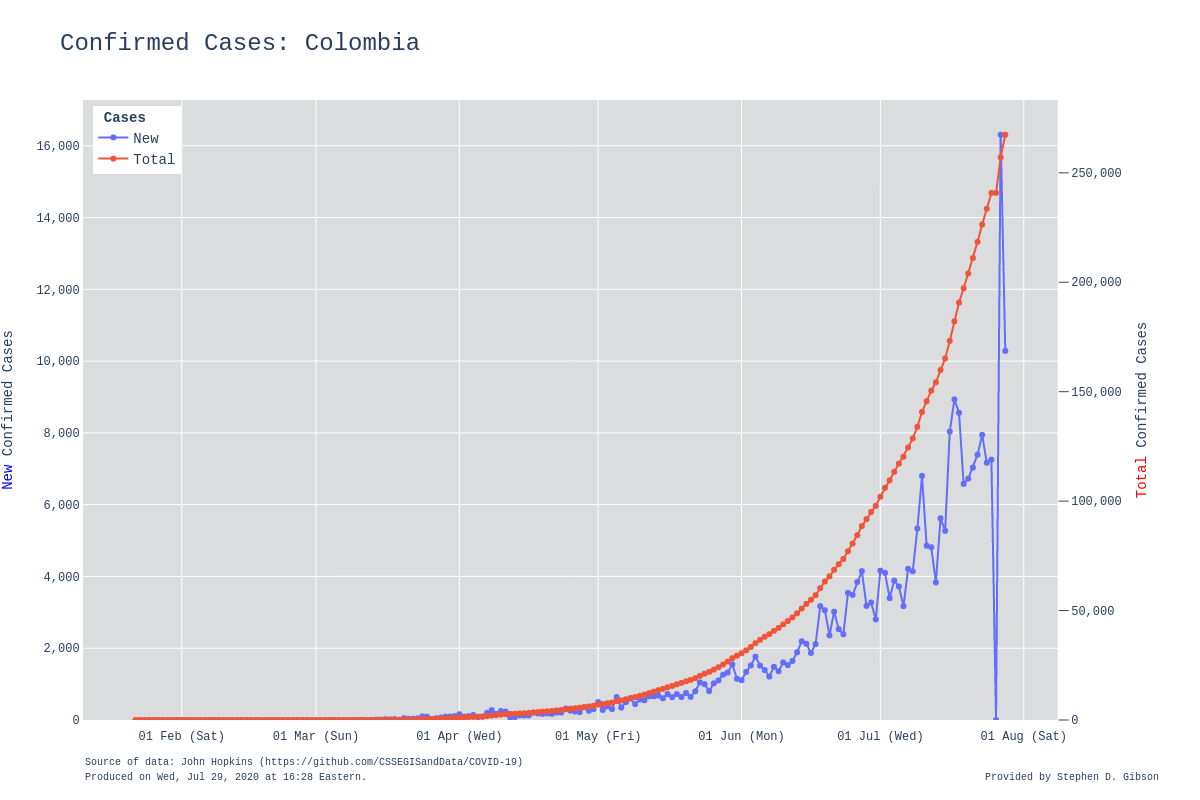 Confirmed Cases: Colombia
Cases
New
Total
16,000
14,000
12,000
10,000
8,000
6,000
4,000
2,000
0
New Confirmed Cases
250,000
200,000
150,000
100,000
50,000
0
Total Confirmed Cases
01 Feb (Sat)
01 Mar (Sun)
01 Apr (Wed)
01 May (Fri)
01 Jun (Mon)
01 Jul (Wed)
01 Aug (Sat)
Source of data: John Hopkins (https://github.com/CSSEGISandData/COVID-19)
Produced on Wed, Jul 29, 2020 at 16:28 Eastern.
Provided by Stephen D. Gibson